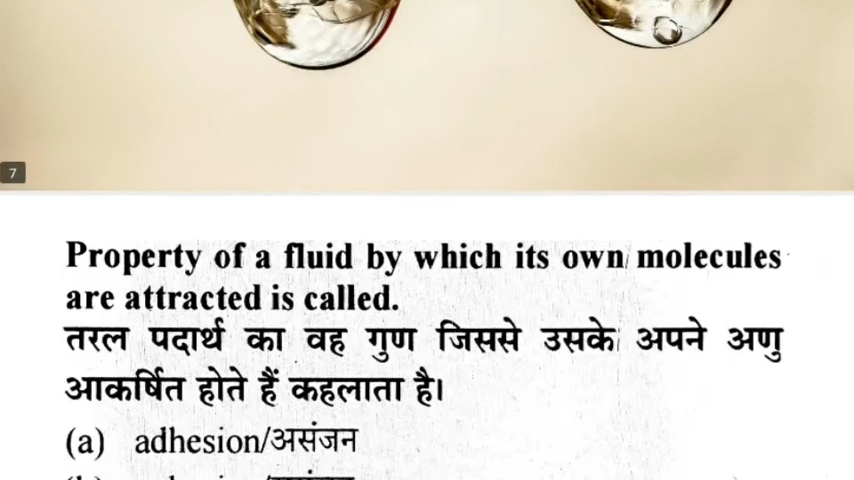 7
Property of a fluid by which its own molecules
are attracted is called.
तरल पदार्थ का वह गुण जिससे उसके अपने अणु
आकर्षित होते हैं कहलाता है।
(a) adhesion/असंजन